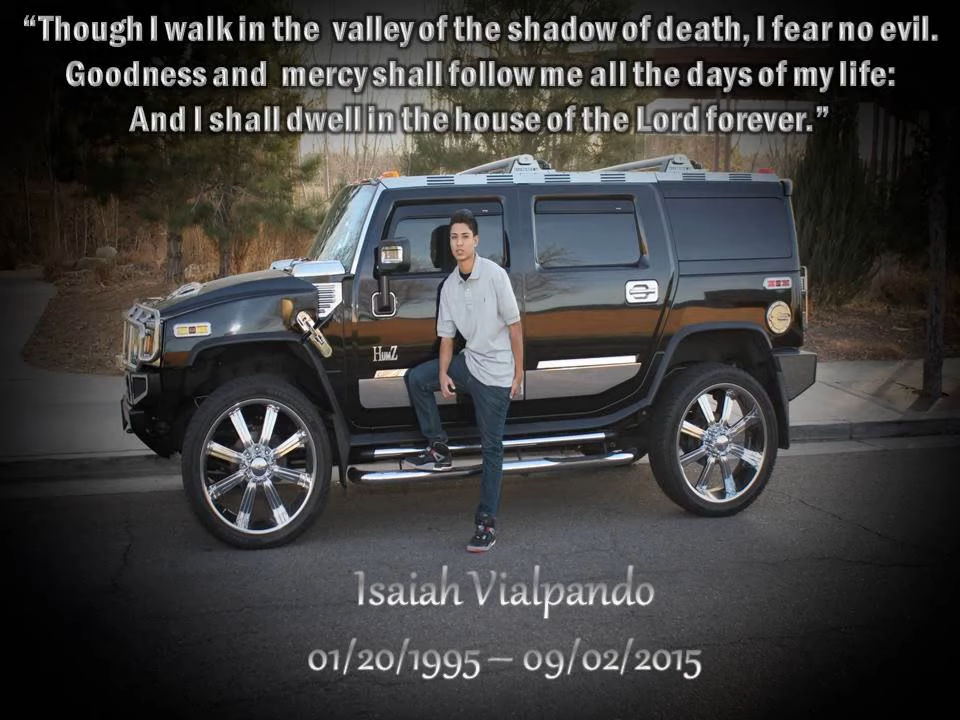 “Though I walk in the valley of the shadow of death, I fear no evil.
Goodness and mercy shall follow me all the days of my life:
And I shall dwell in the house of the Lord forever.”
HumZ
Isaiah Vialpando
01/20/1995 – 09/02/2015